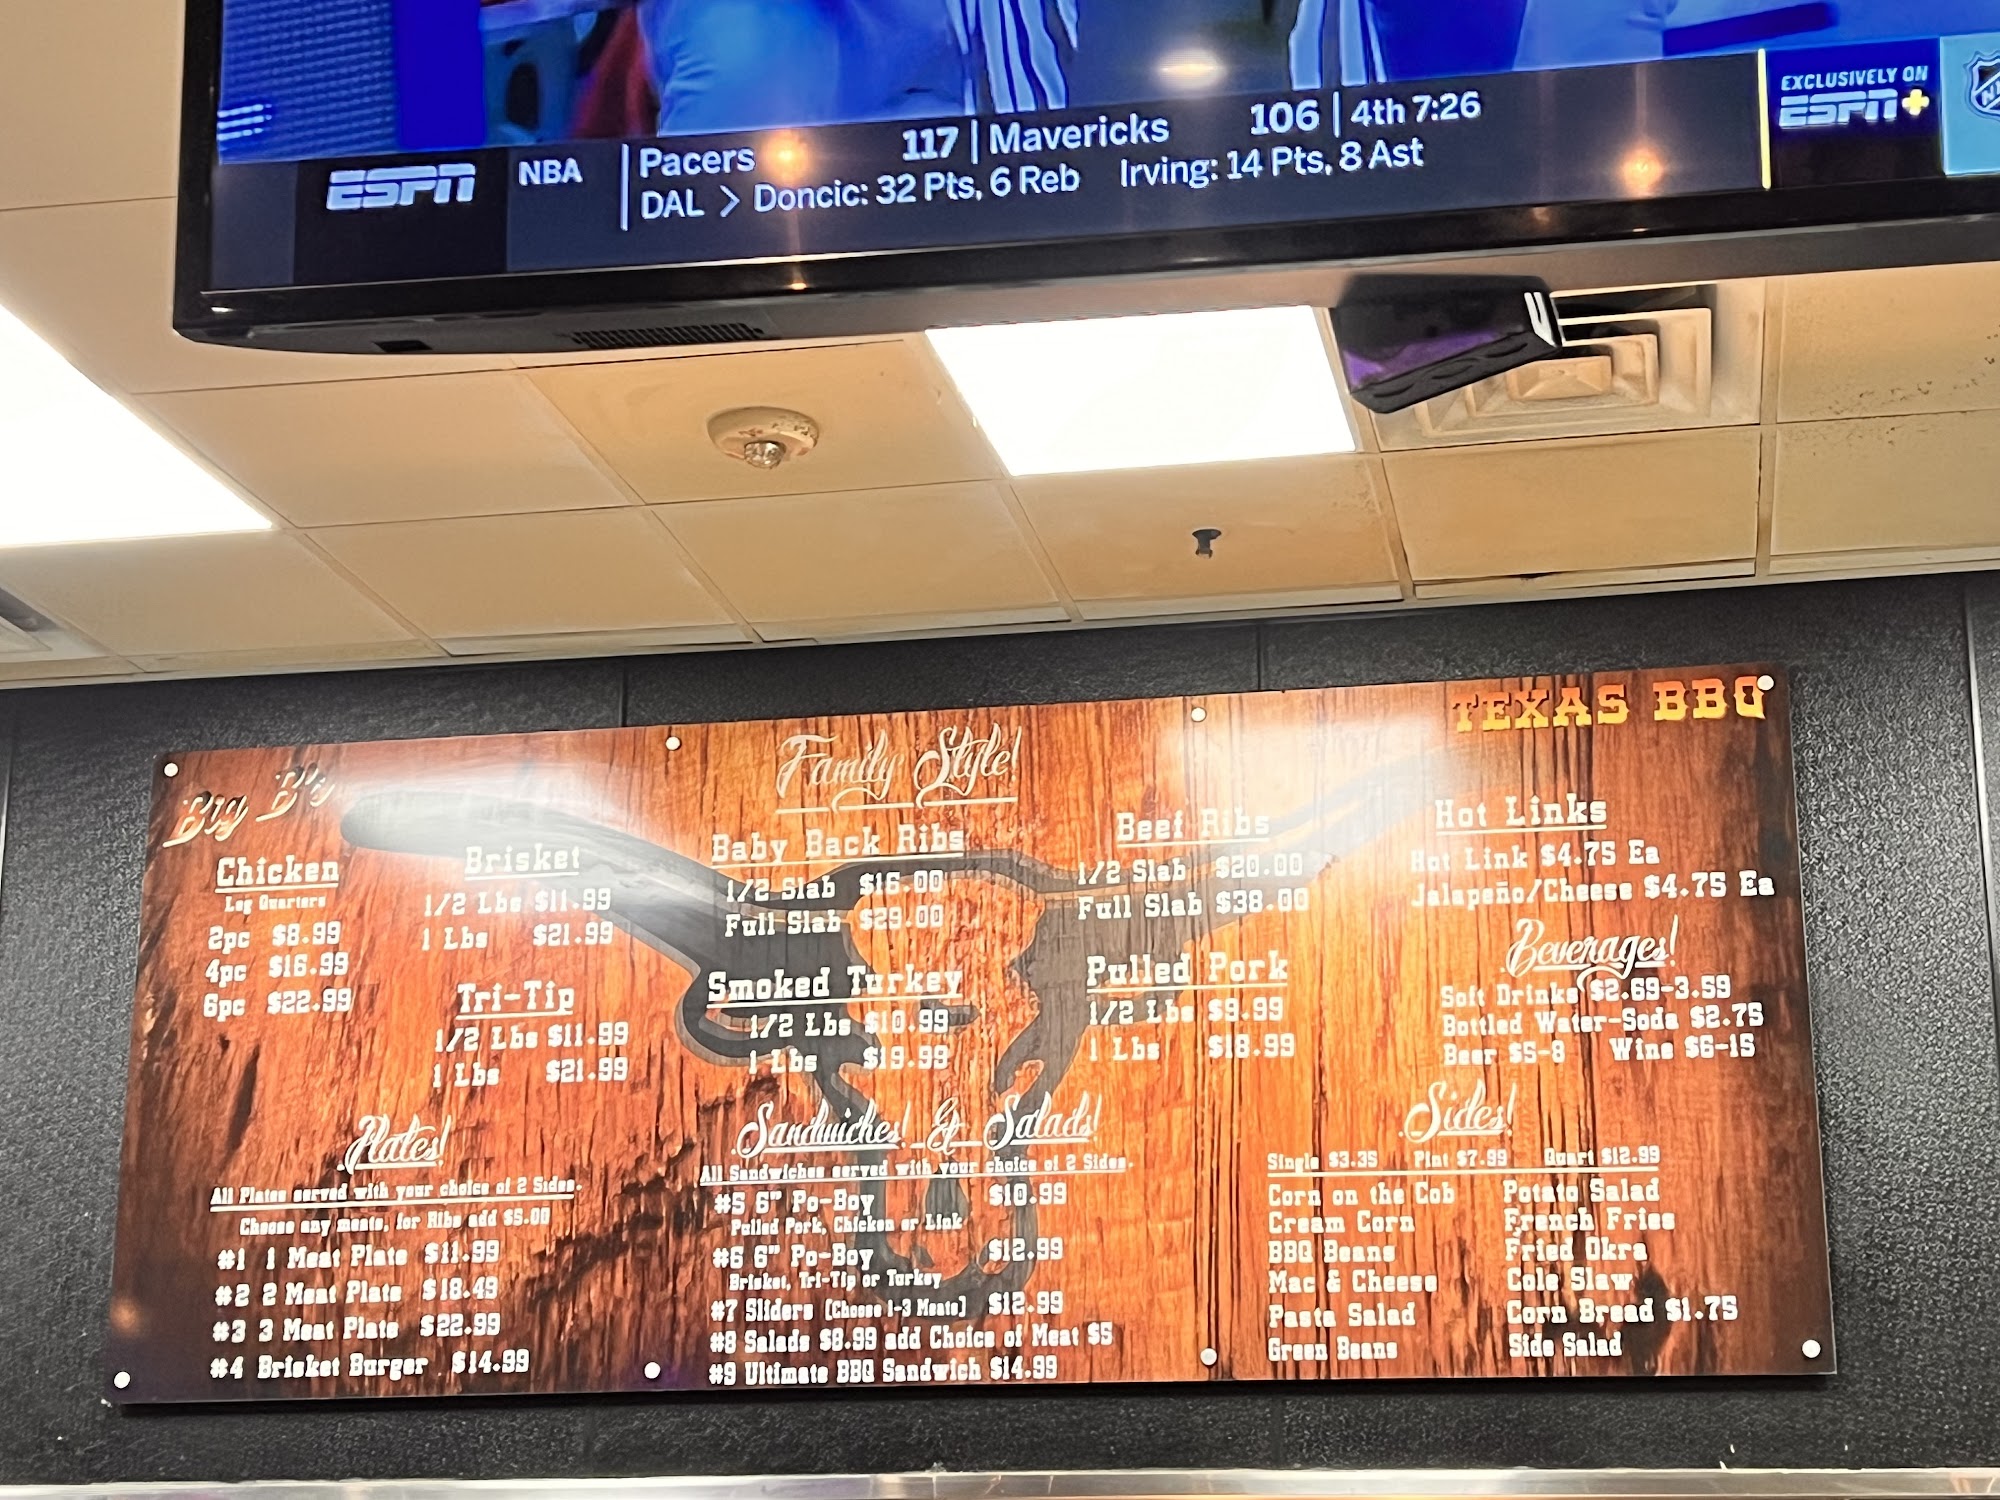 EXCLUSIVELY ON
ESPN+
ESPN
NBA
Pacers 117 | Mavericks 106 | 4th 7:26
DAL > Doncic: 32 Pts, 6 Reb Irving: 14 Pts, 8 Ast
Big B's
TEXAS BBQ
Family Style!
Chicken
Leg Quarters
2pc $8.99
4pc $16.99
6pc $22.99
Brisket
1/2 Lbs $11.99
1 Lbs $21.99
Tri-Tip
1/2 Lbs $11.99
1 Lbs $21.99
Baby Back Ribs
1/2 Slab $16.00
Full Slab $29.00
Smoked Turkey
1/2 Lbs $10.99
1 Lbs $19.99
Beef Ribs
1/2 Slab $20.00
Full Slab $38.00
Pulled Pork
1/2 Lbs $9.99
1 Lbs $18.99
Hot Links
Hot Link $4.75 Ea
Jalapeño/Cheese $4.75 Ea
Beverages!
Soft Drinks $2.69-3.59
Bottled Water-Soda $2.75
Beer $5-8 Wine $6-15
Plates!
All Plates served with your choice of 2 Sides.
Choose any meats, for Ribs add $5.00
#1 1 Meat Plate $11.99
#2 2 Meat Plate $18.49
#3 3 Meat Plate $22.99
#4 Brisket Burger $14.99
Sandwiches! & Salads!
All Sandwiches served with your choice of 2 Sides.
#5 6" Po-Boy $10.99
Pulled Pork, Chicken or Link
#6 6" Po-Boy $12.99
Brisket, Tri-Tip or Turkey
#7 Sliders (Choose 1-3 Meats) $12.99
#8 Salads $8.99 add Choice of Meat $5
#9 Ultimate BBQ Sandwich $14.99
Sides!
Single $3.35 Pint $7.99 Quart $12.99
Corn on the Cob
Cream Corn
BBQ Beans
Mac & Cheese
Pasta Salad
Green Beans
Potato Salad
French Fries
Fried Okra
Cole Slaw
Corn Bread $1.75
Side Salad